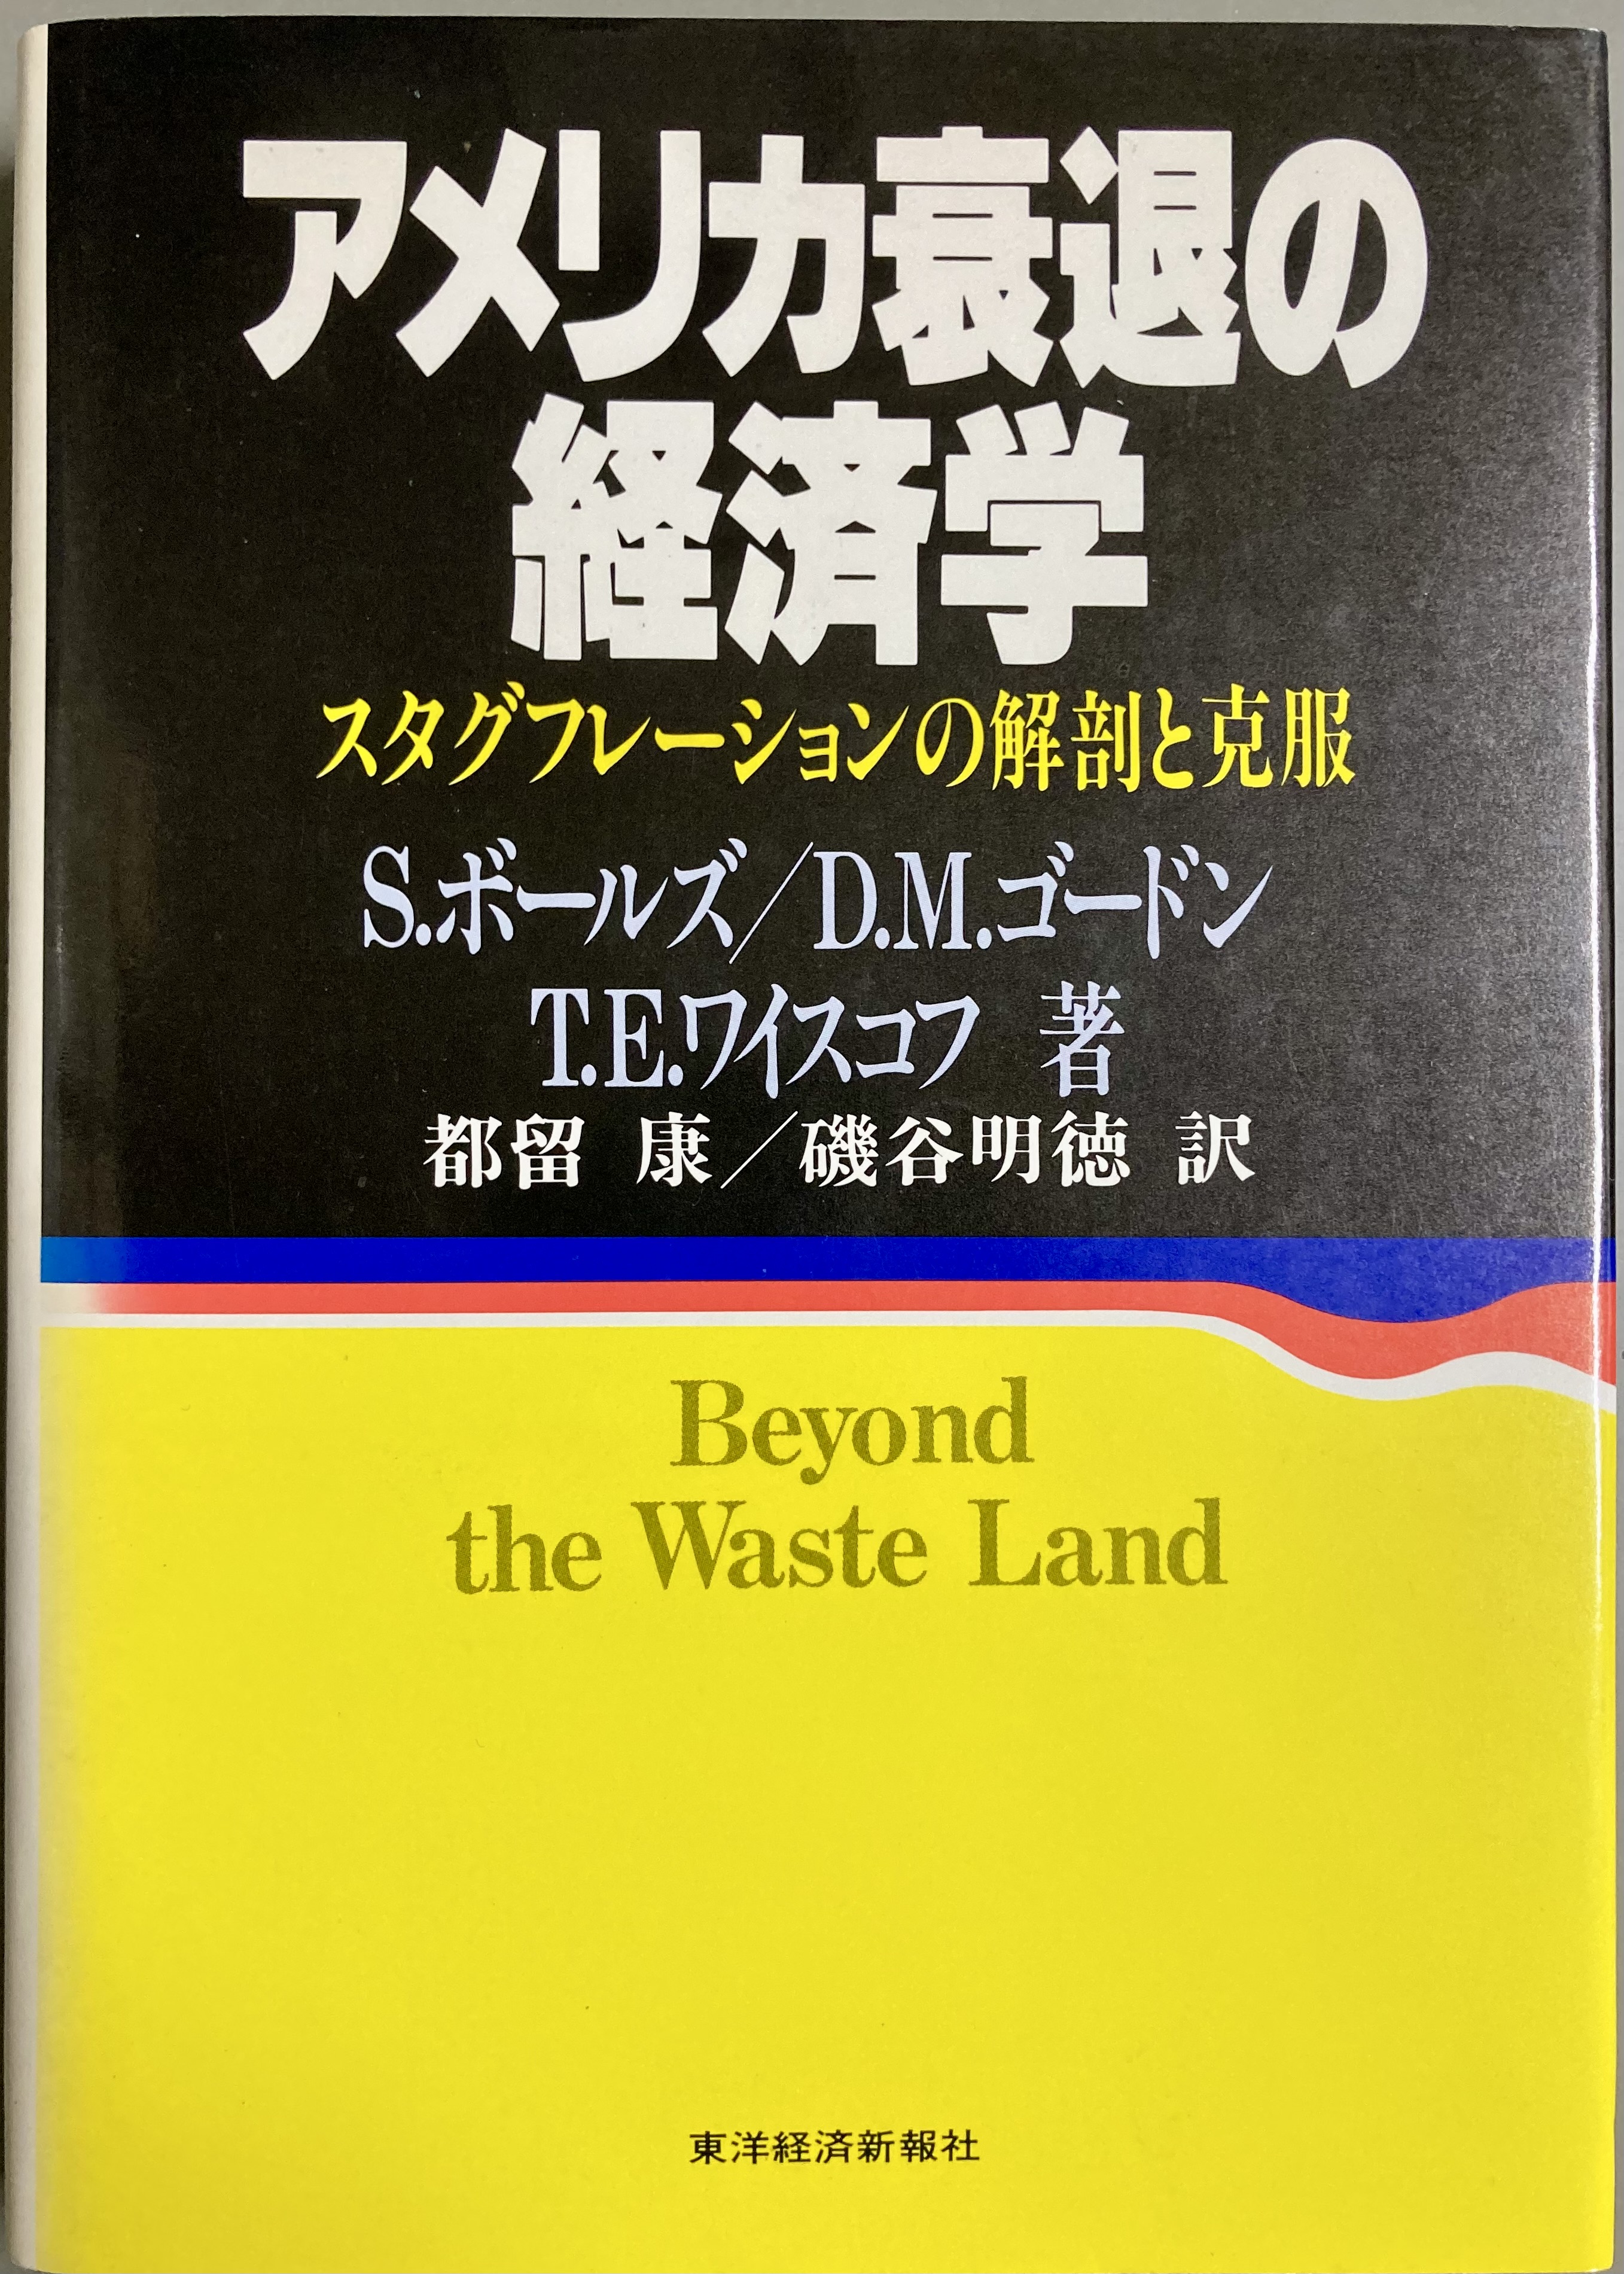 アメリカ衰退の
経済学
スタグフレーションの解剖と克服
S.ボールズ/D.M.ゴードン
T.E.ワイスコフ 著
都留 康/磯谷明徳 訳
Beyond
the Waste Land
東洋経済新報社